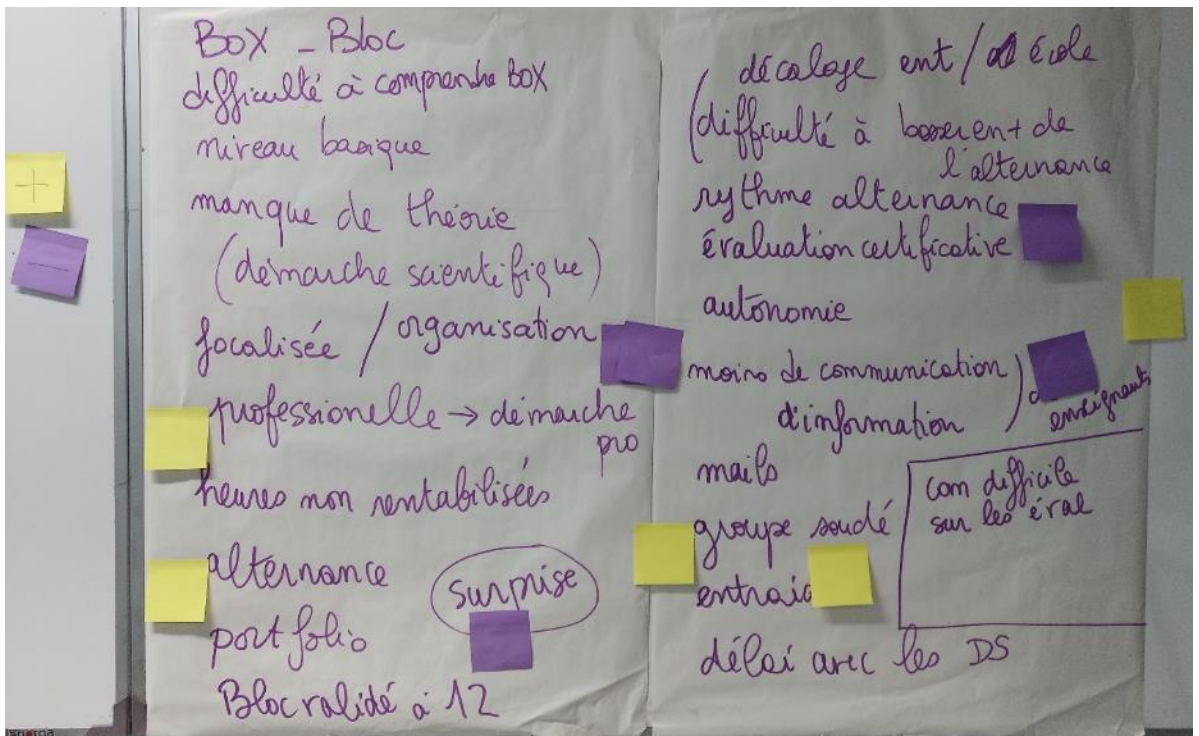 +
-
BOX - Bloc
difficulté à comprendre BOX
niveau basique
manque de théorie
(démarche scientifique)
focalisée / organisation
professionelle → démarche
pro
heures non rentabilisées
alternance
surprise
portfolio
Bloc validé à 12
décalage ent / école
(difficulté à ent de
l'alternance
rythme alternance
évaluation certificative
autonomie
moins de communication )
d'information
enseignants
mails
com difficile
sur les éval
groupe soudé
délai avec les DS